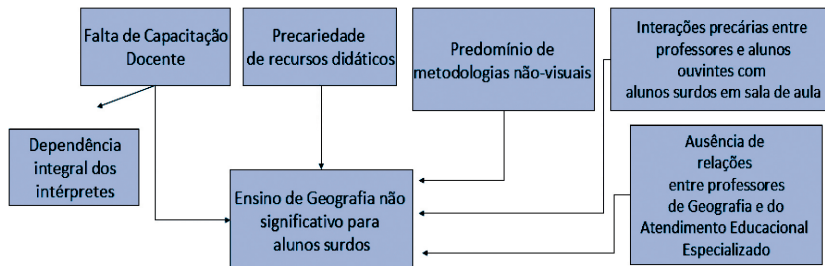 Falta de Capacitação
Docente
Precariedade
de recursos didáticos
Predomínio de
metodologias não-visuais
Interações precárias entre
professores e alunos
ouvintes com
alunos surdos em sala de aula
Dependência
integral dos
intérpretes
Ensino de Geografia não
significativo para
alunos surdos
Ausência de
relações
entre professores
de Geografia e do
Atendimento Educacional
Especializado